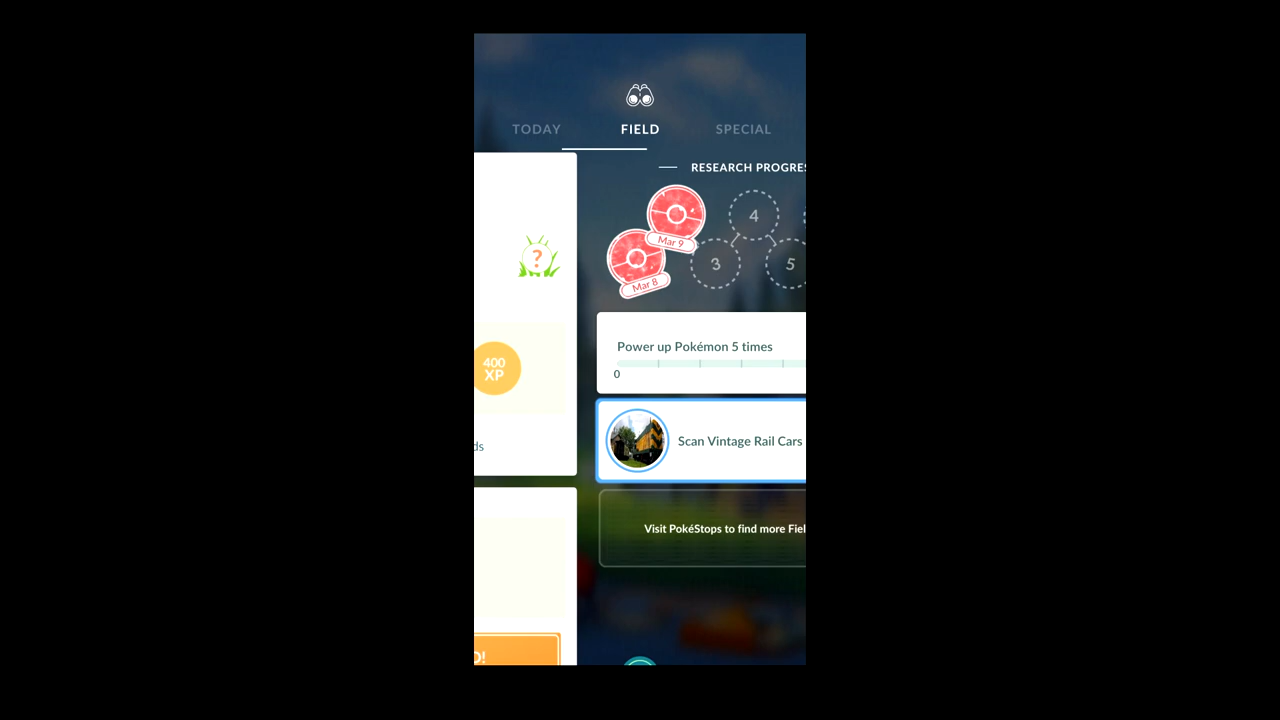 TODAY FIELD SPECIAL
RESEARCH PROGRES
Mar 9
4
Mar 8
3
5
?
Power up Pokémon 5 times
0
400
XP
Scan Vintage Rail Cars
ds
Visit PokéStops to find more Fiel
O!